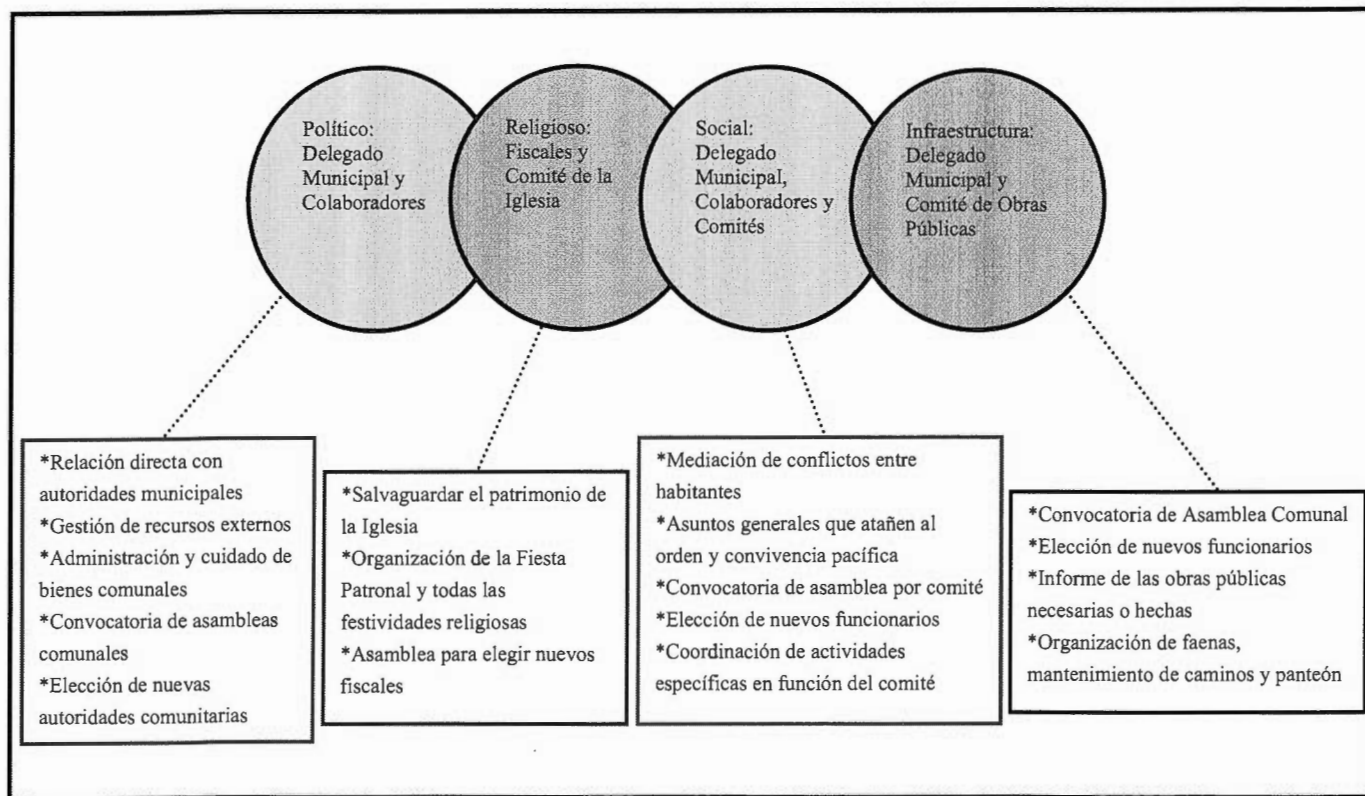 Político:
Delegado
Municipal y
Colaboradores
Religioso:
Fiscales y
Comité de la
Iglesia
Social:
Delegado
Municipal,
Colaboradores y
Comités
Infraestructura:
Delegado
Municipal y
Comité de Obras
Públicas
*Relación directa con
autoridades municipales
*Gestión de recursos externos
*Administración y cuidado de
bienes comunales
*Convocatoria de asambleas
comunales
*Elección de nuevas
autoridades comunitarias
*Salvaguardar el patrimonio de
la Iglesia
*Organización de la Fiesta
Patronal y todas las
festividades religiosas
*Asamblea para elegir nuevos
fiscales
*Mediación de conflictos entre
habitantes
*Asuntos generales que atañen al
orden y convivencia pacífica
*Convocatoria de asamblea por comité
*Elección de nuevos funcionarios
*Coordinación de actividades
específicas en función del comité
*Convocatoria de Asamblea Comunal
*Elección de nuevos funcionarios
*Informe de las obras públicas
necesarias o hechas
*Organización de faenas,
mantenimiento de caminos y panteón